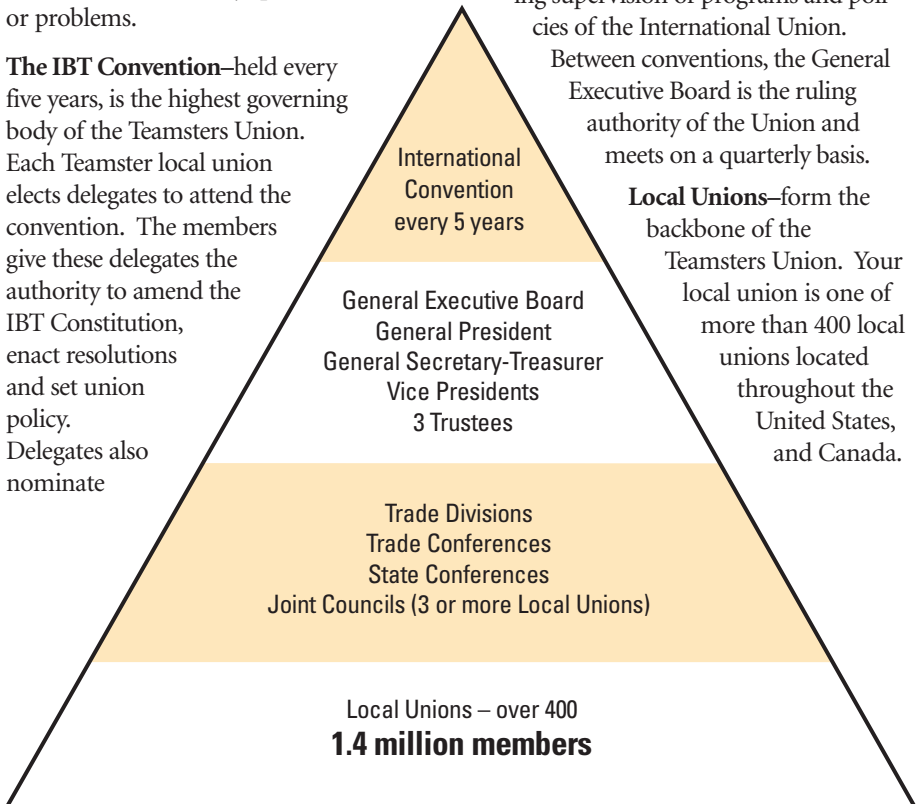 or problems.
The IBT Convention–held every
five years, is the highest governing
body of the Teamsters Union.
Each Teamster local union
elects delegates to attend the
convention. The members
give these delegates the
authority to amend the
IBT Constitution,
enact resolutions
and set union
policy.
Delegates also
nominate
ing supervision of programs and poli-
cies of the International Union.
Between conventions, the General
Executive Board is the ruling
authority of the Union and
meets on a quarterly basis.
Local Unions–form the
backbone of the
Teamsters Union. Your
local union is one of
more than 400 local
unions located
throughout the
United States,
and Canada.
International
Convention
every 5 years
General Executive Board
General President
General Secretary-Treasurer
Vice Presidents
3 Trustees
Trade Divisions
Trade Conferences
State Conferences
Joint Councils (3 or more Local Unions)
Local Unions – over 400
1.4 million members